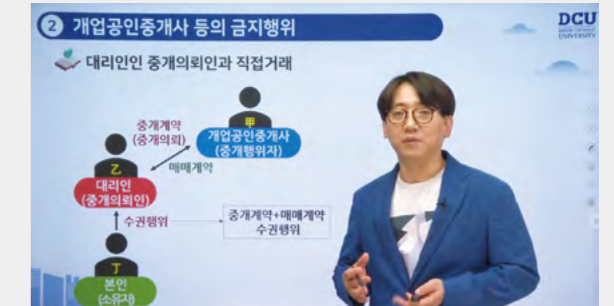 ② 개업공인중개사 등의 금지행위
DCU
UNIVERSITY
대리인인 중개의뢰인과 직접거래
중개계약
(중개의뢰)
甲
개업공인중개사
(중개행위자)
매매계약
乙
대리인
(중개의뢰인)
수권행위
중개계약+매매계약
수권행위
丁
본인
(소유자)